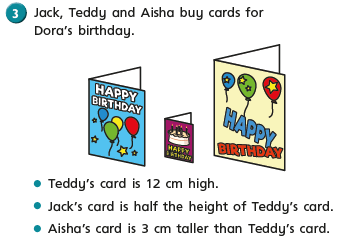 3 Jack, Teddy and Aisha buy cards for
Dora's birthday.
HAPPY
BIRTHDAY
HAPPY
BIRTHDAY
HAPPY
BIRTHDAY
• Teddy's card is 12 cm high.
• Jack's card is half the height of Teddy's card.
• Aisha's card is 3 cm taller than Teddy's card.